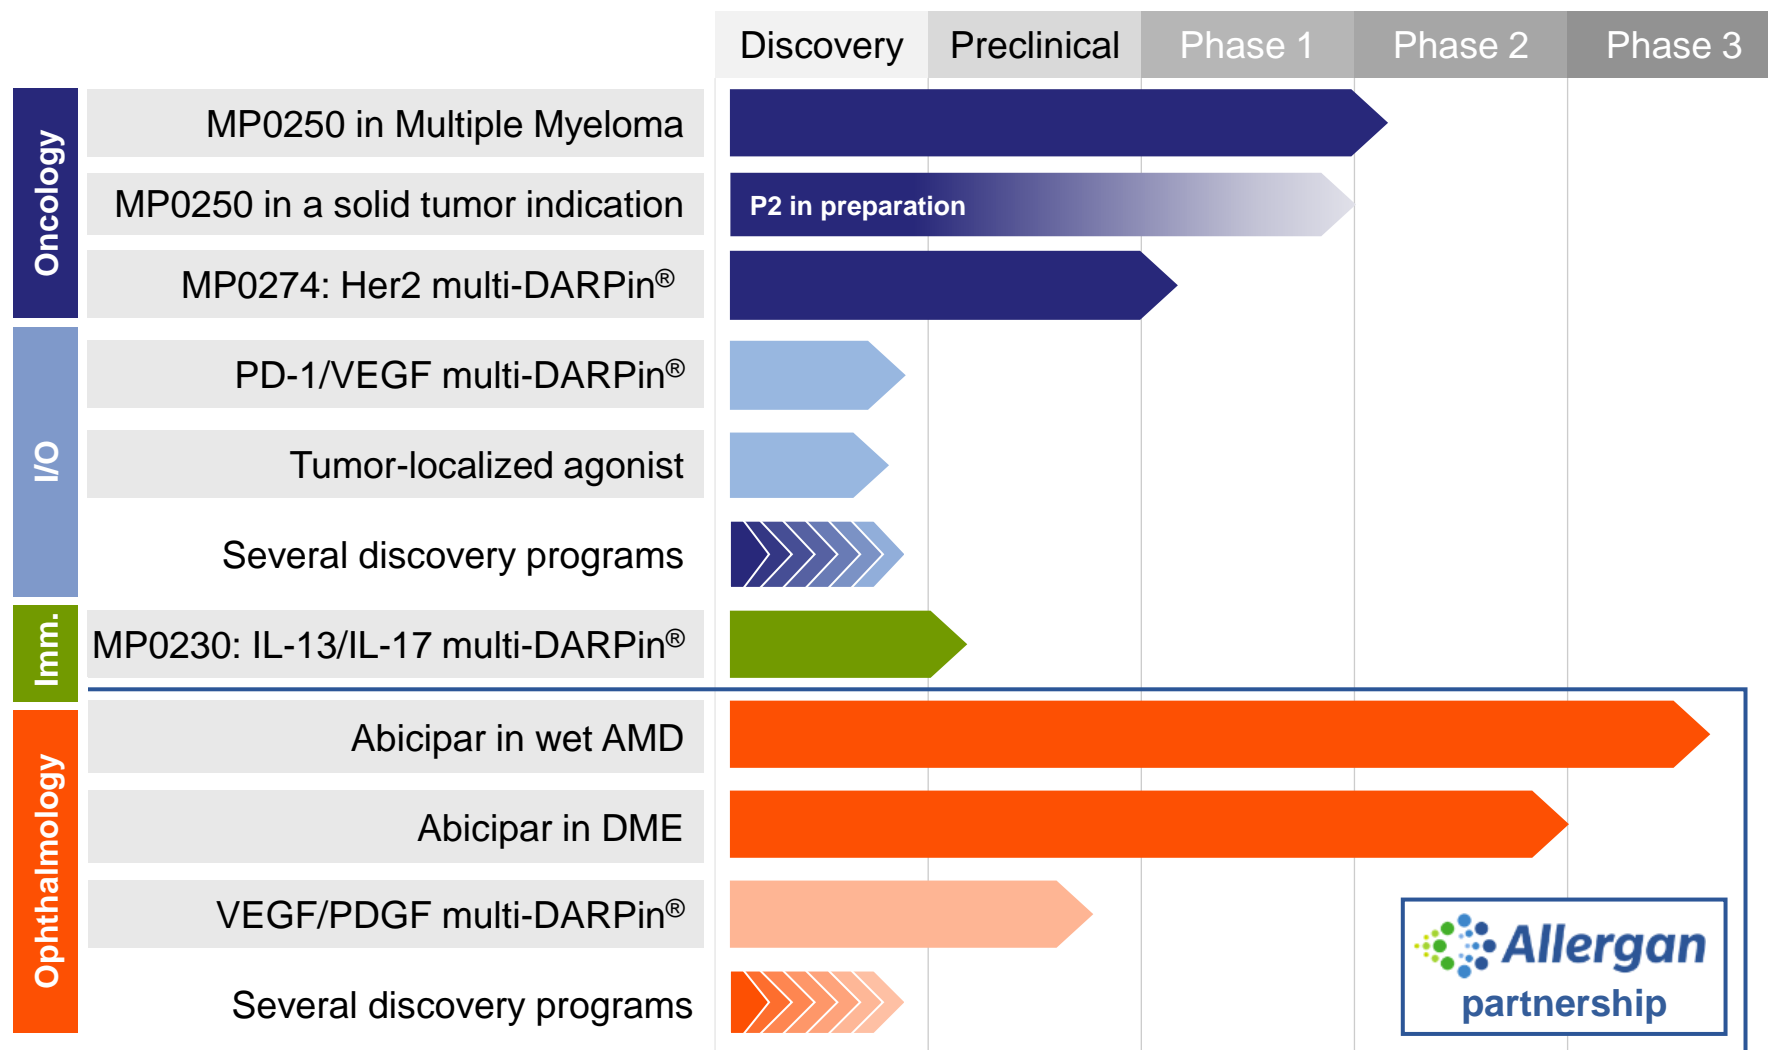 Discovery Preclinical Phase 1 Phase 2 Phase 3
Oncology
MP0250 in Multiple Myeloma
MP0250 in a solid tumor indication
P2 in preparation
MP0274: Her2 multi-DARPin®
I/O
PD-1/VEGF multi-DARPin®
Tumor-localized agonist
Several discovery programs
Imm.
MP0230: IL-13/IL-17 multi-DARPin®
Ophthalmology
Abicipar in wet AMD
Abicipar in DME
VEGF/PDGF multi-DARPin®
Several discovery programs
Allergan
partnership